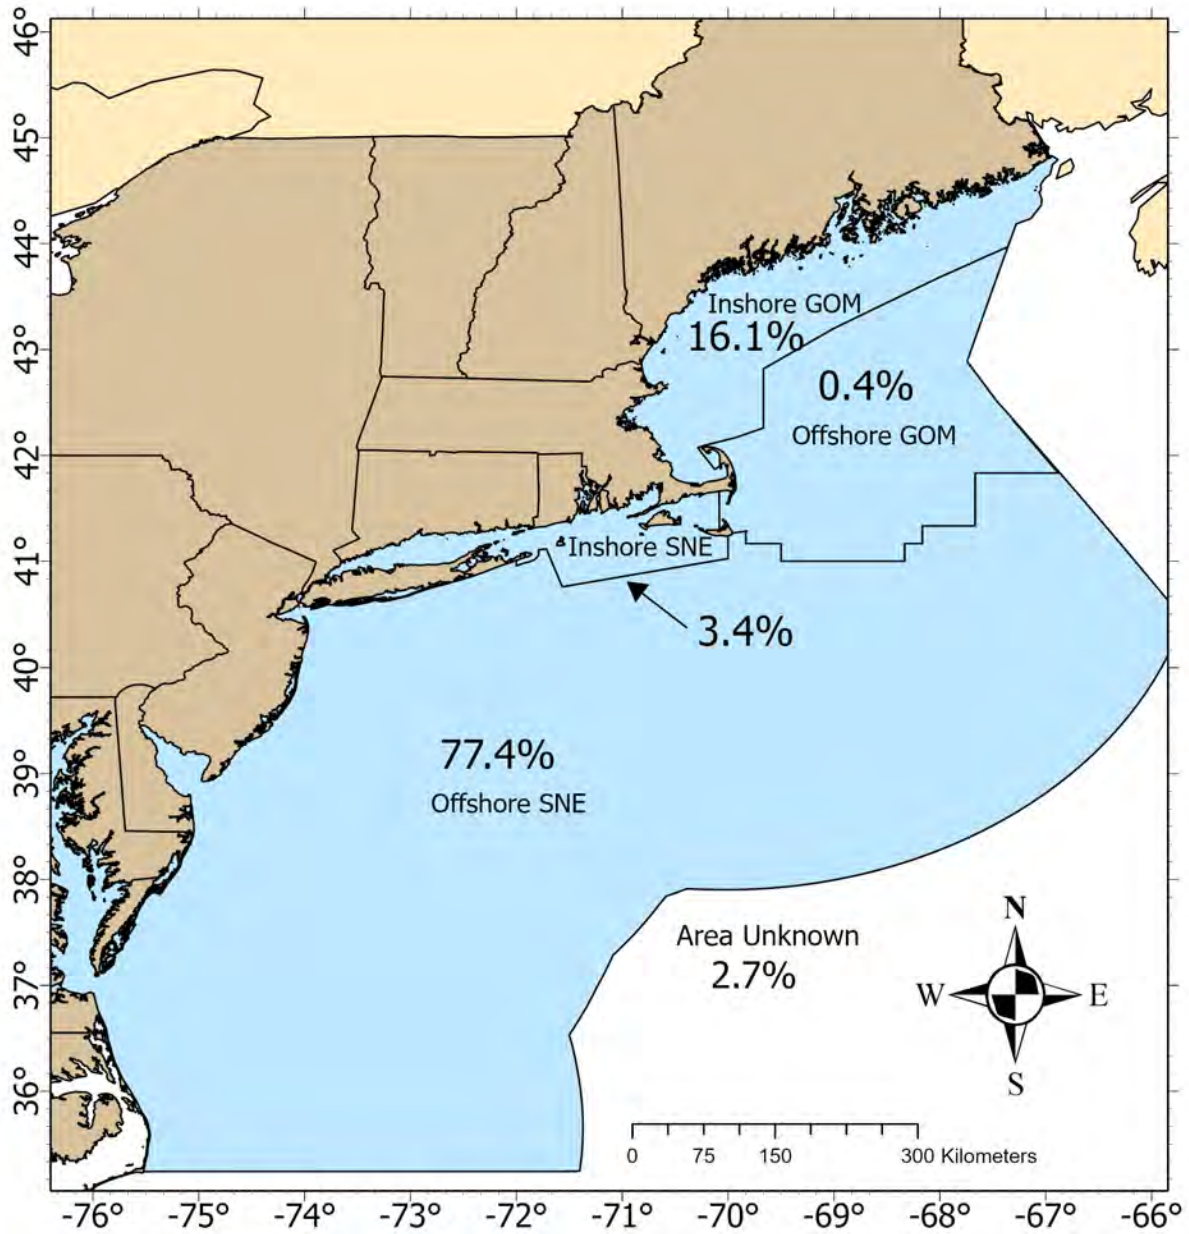 46°
45°
44°
43°
42°
41°
40°
39°
38°
37°
36°
Inshore GOM
16.1%
0.4%
Offshore GOM
Inshore SNE
3.4%
77.4%
Offshore SNE
Area Unknown
2.7%
N
W E
S
0 75 150 300 Kilometers
-76° -75° -74° -73° -72° -71° -70° -69° -68° -67° -66°